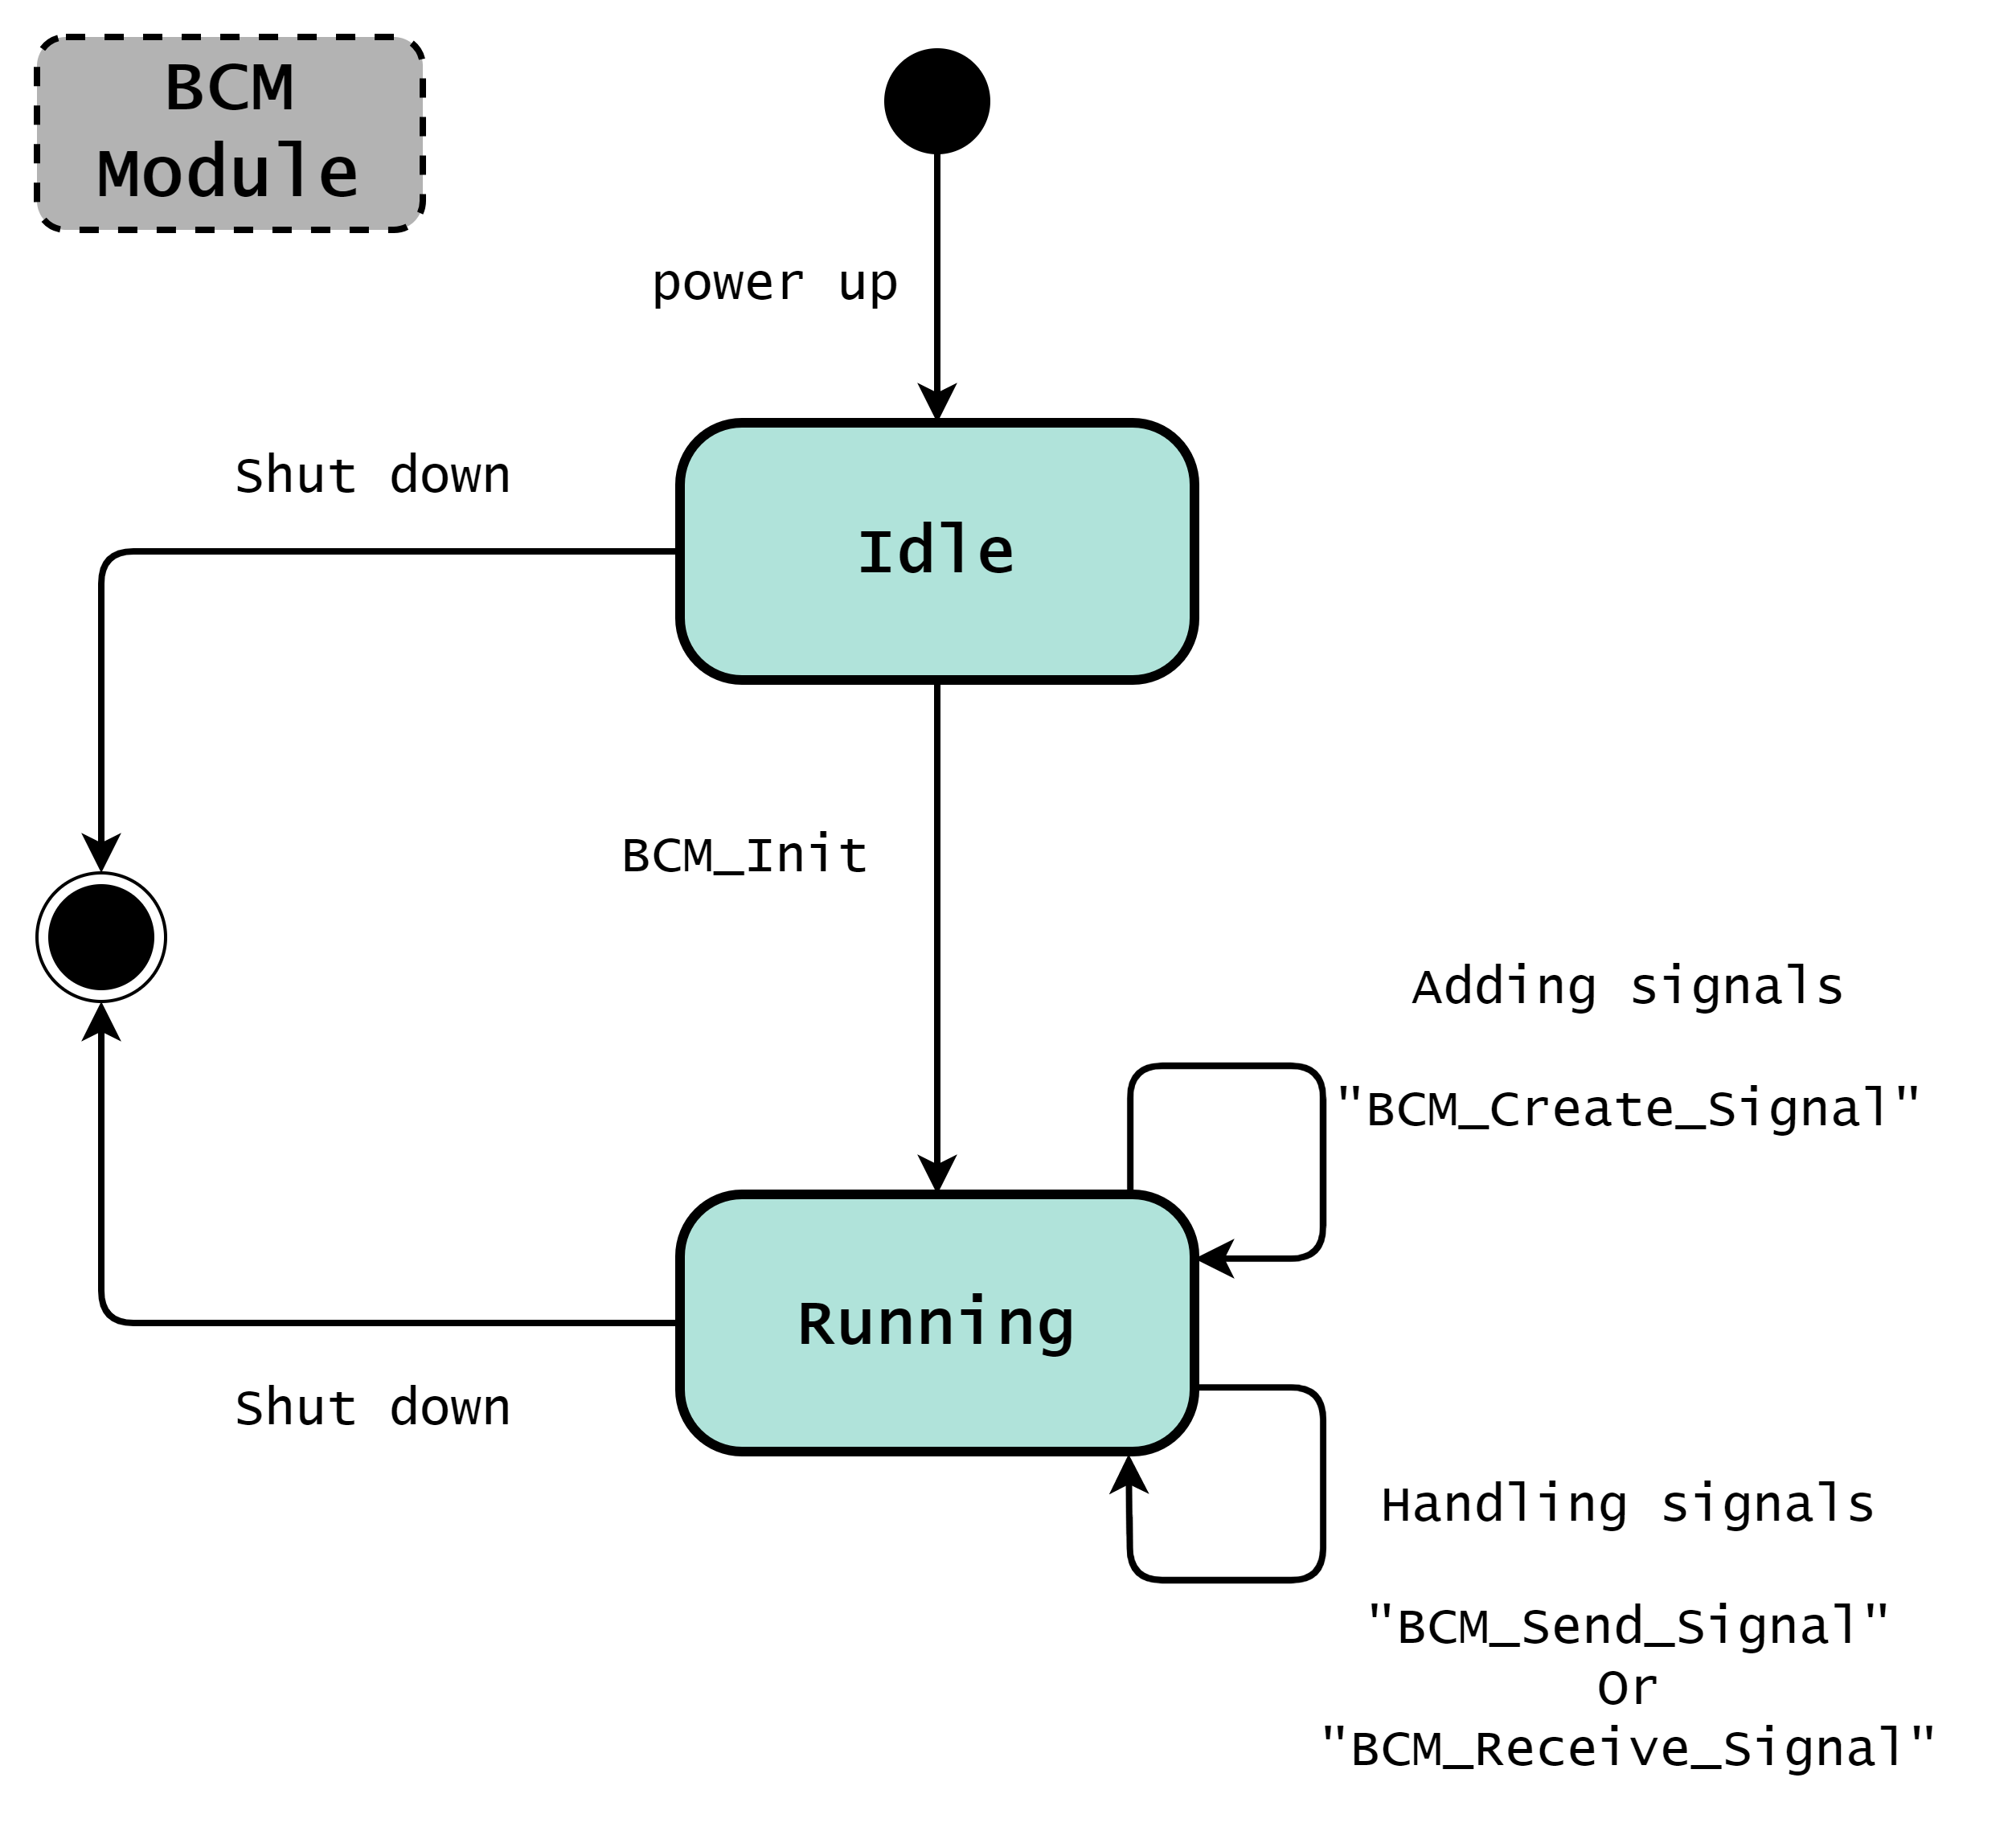 BCM
Module
power up
Shut down
Idle
BCM_Init
Adding signals
"BCM_Create_Signal"
Running
Shut down
Handling signals
"BCM_Send_Signal"
Or
"BCM_Receive_Signal"